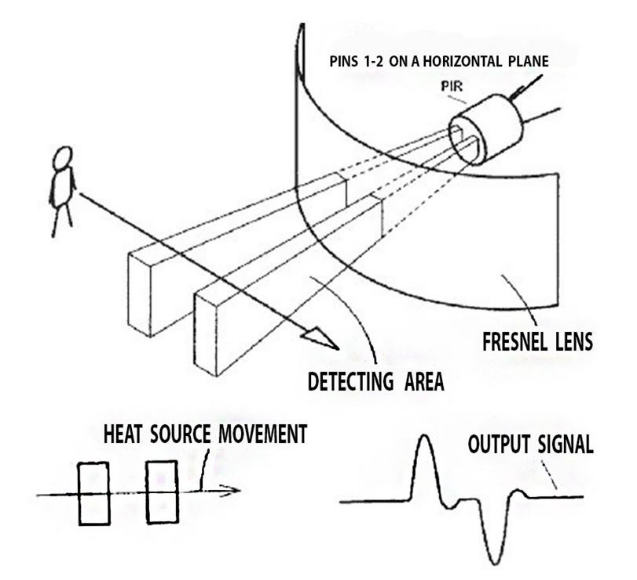 PINS 1-2 ON A HORIZONTAL PLANE
PIR
FRESNEL LENS
DETECTING AREA
HEAT SOURCE MOVEMENT
OUTPUT SIGNAL